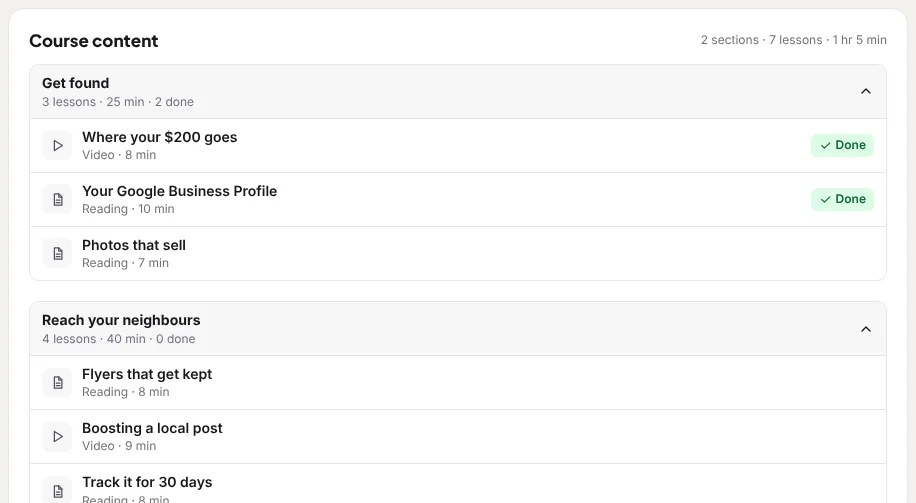 Course content
2 sections · 7 lessons · 1 hr 5 min
Get found
3 lessons · 25 min · 2 done
Where your $200 goes
Video · 8 min
✓ Done
Your Google Business Profile
Reading · 10 min
✓ Done
Photos that sell
Reading · 7 min
Reach your neighbours
4 lessons · 40 min · 0 done
Flyers that get kept
Reading · 8 min
Boosting a local post
Video · 9 min
Track it for 30 days
Reading · 8 min